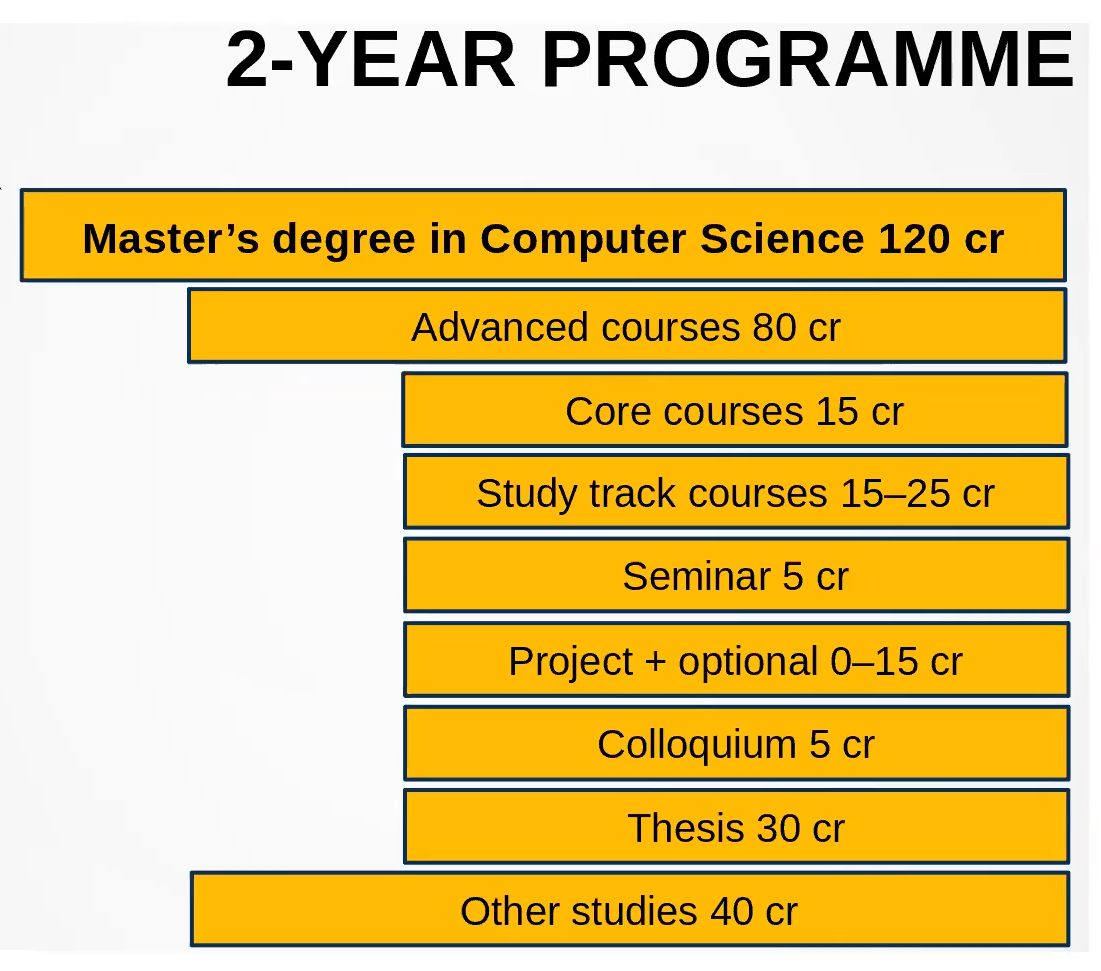 2-YEAR PROGRAMME
Master’s degree in Computer Science 120 cr
Advanced courses 80 cr
Core courses 15 cr
Study track courses 15–25 cr
Seminar 5 cr
Project + optional 0–15 cr
Colloquium 5 cr
Thesis 30 cr
Other studies 40 cr